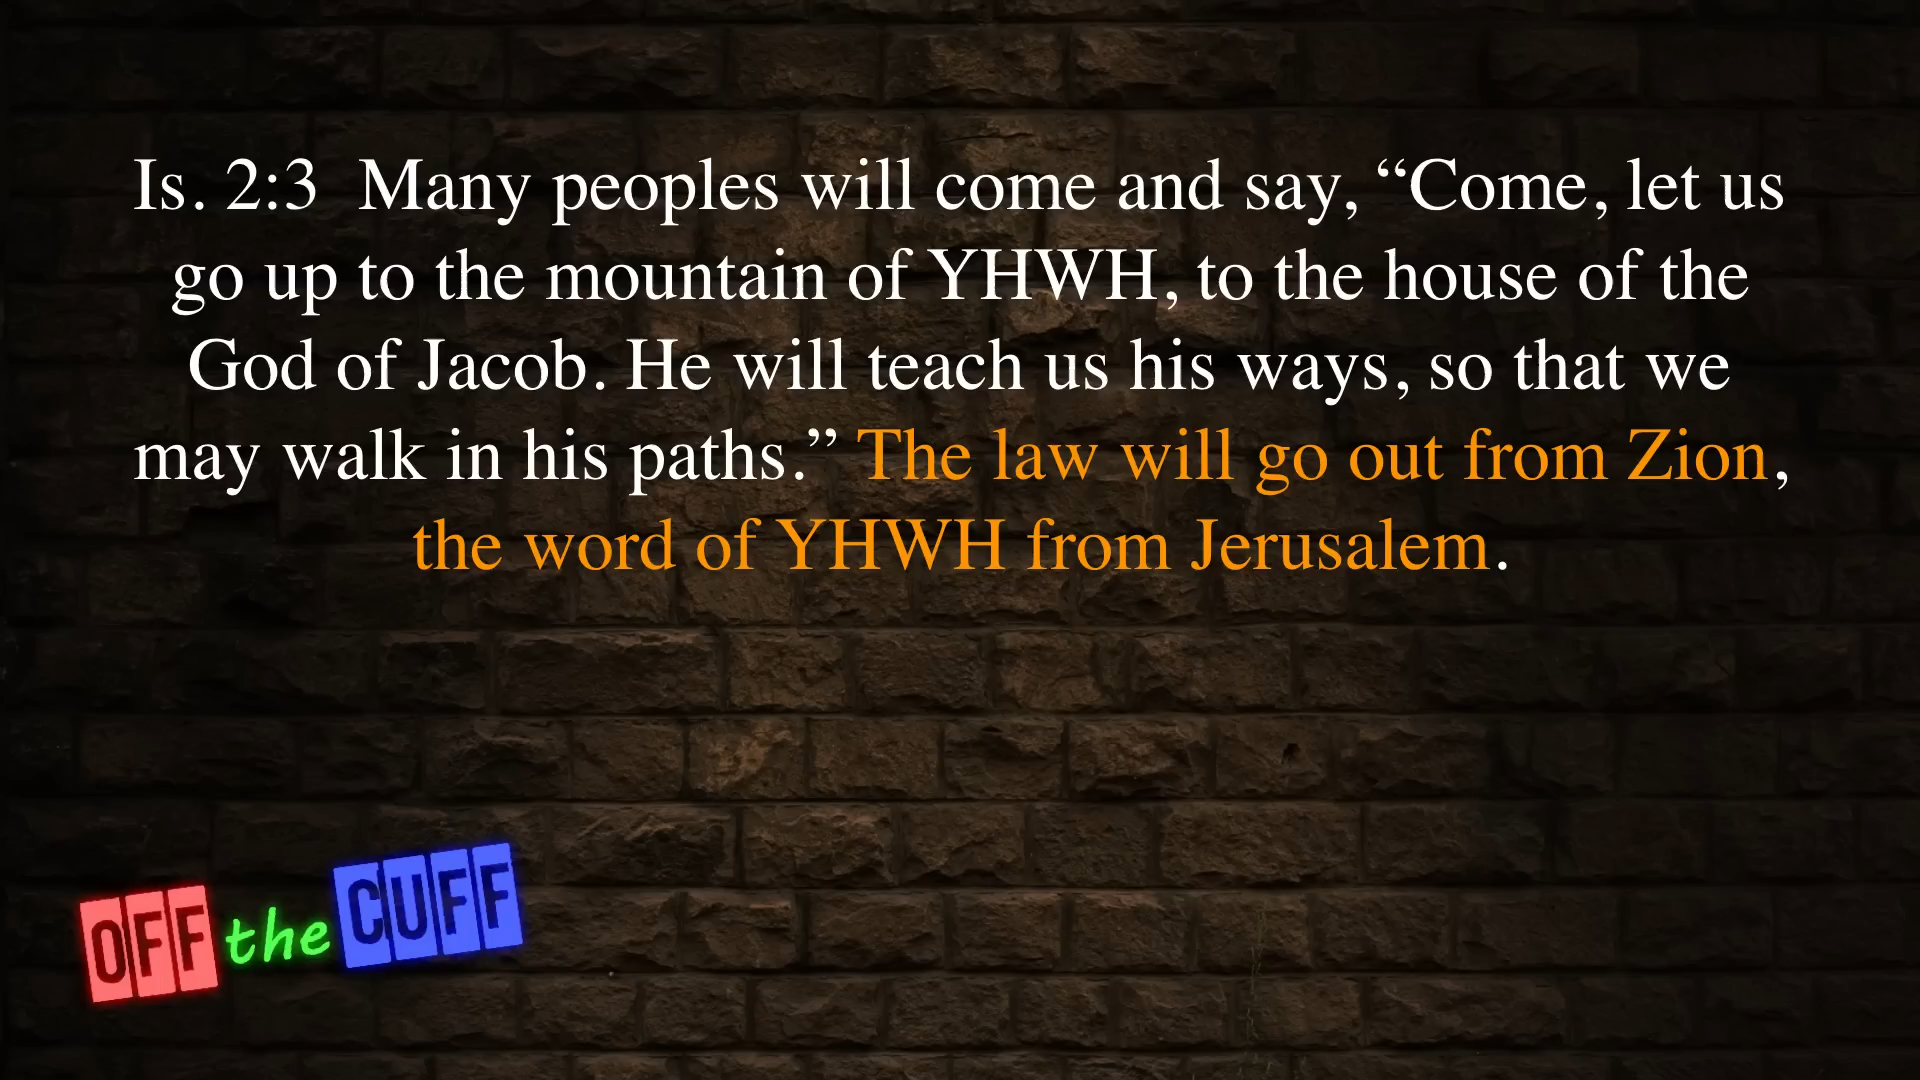 Is. 2:3  Many peoples will come and say, “Come, let us
go up to the mountain of YHWH, to the house of the
God of Jacob. He will teach us his ways, so that we
may walk in his paths.” The law will go out from Zion,
the word of YHWH from Jerusalem.
OFF the CUFF